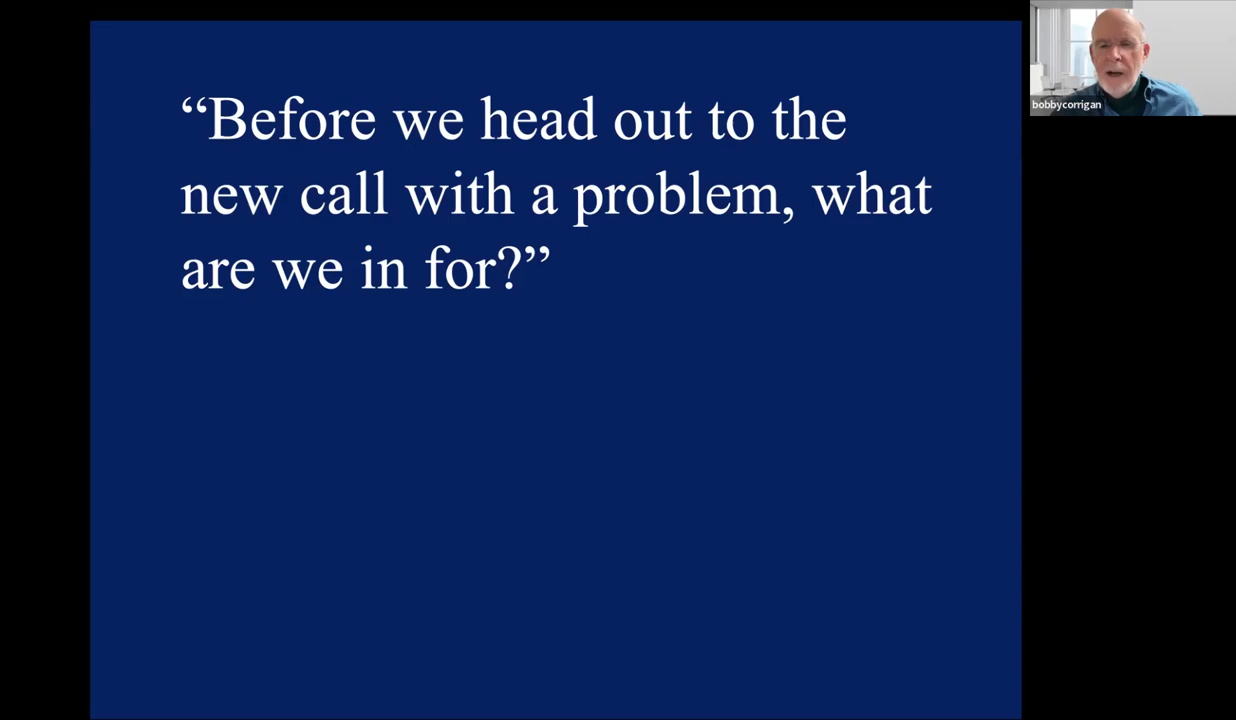 “Before we head out to the
new call with a problem, what
are we in for?”
bobbycorrigan